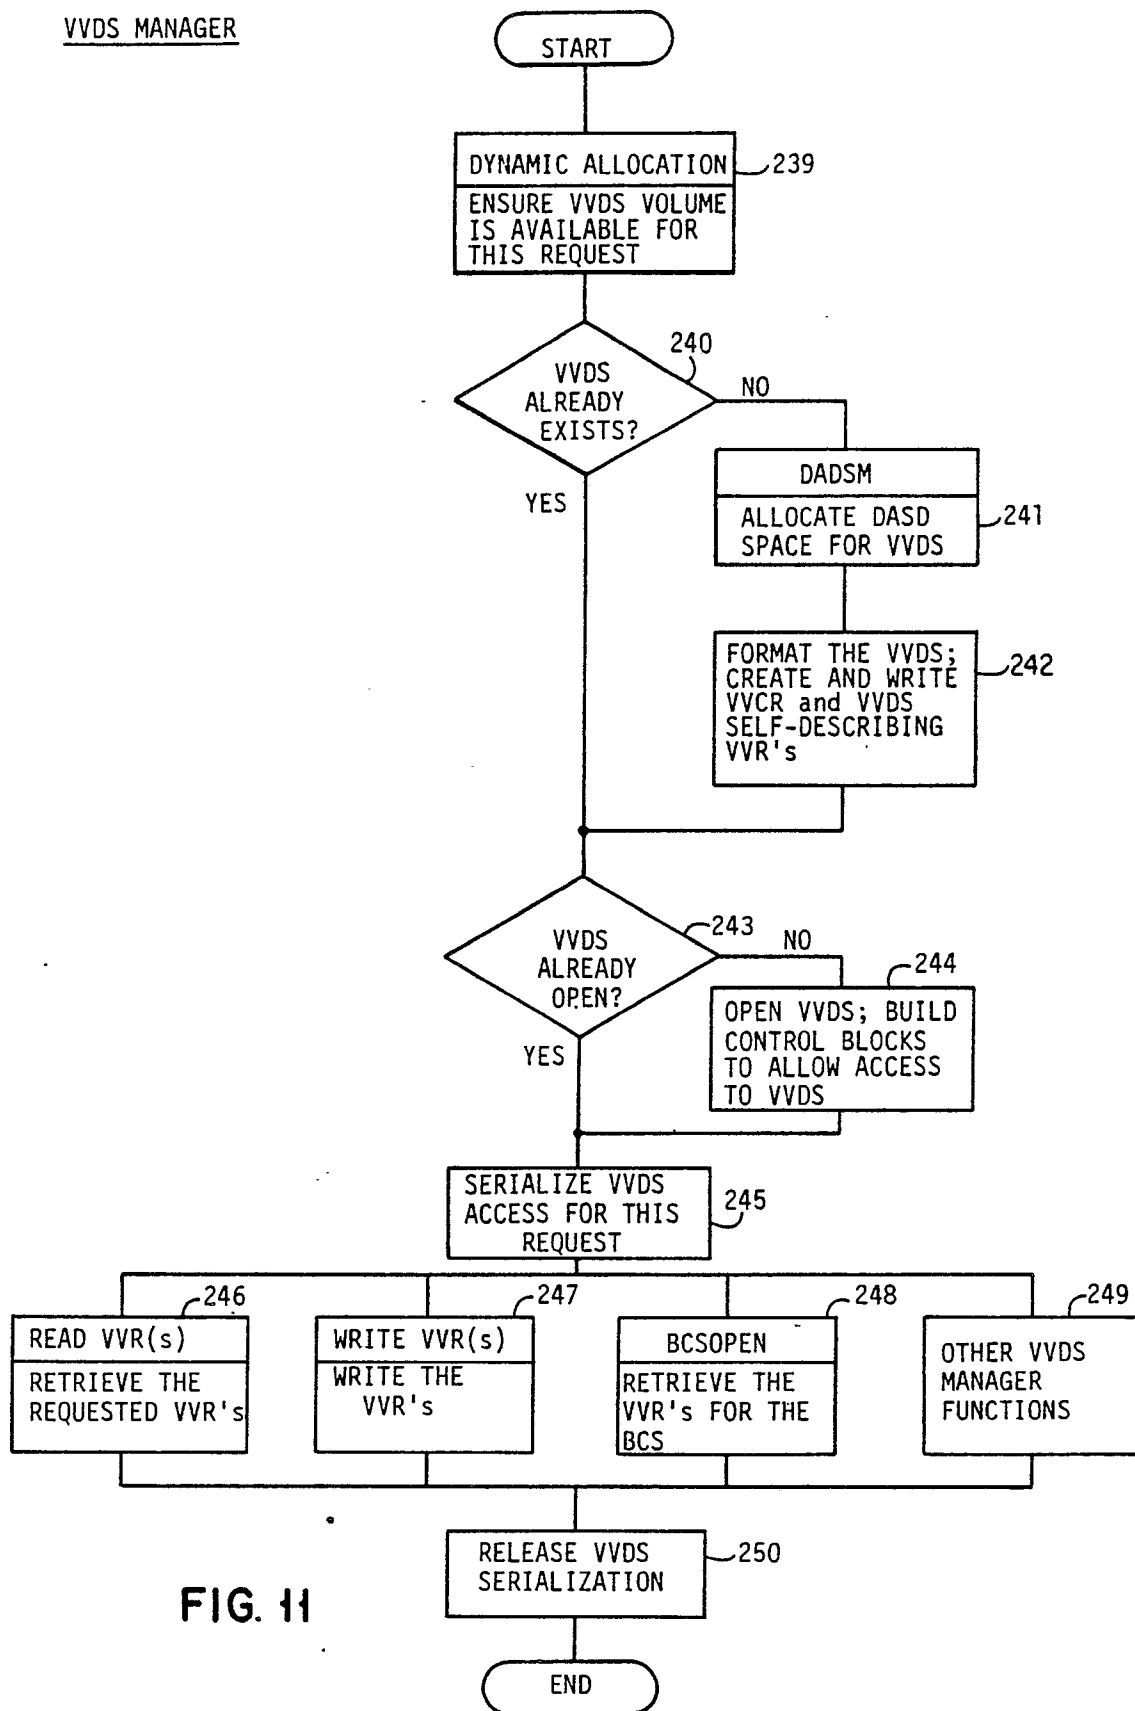 VVDS MANAGER
START
DYNAMIC ALLOCATION
239
ENSURE VVDS VOLUME
IS AVAILABLE FOR
THIS REQUEST
240
VVDS
ALREADY
EXISTS?
NO
YES
DADSM
ALLOCATE DASD
SPACE FOR VVDS
241
FORMAT THE VVDS;
CREATE AND WRITE
VVCR and VVDS
SELF-DESCRIBING
VVR's
242
243
VVDS
ALREADY
OPEN?
NO
YES
244
OPEN VVDS; BUILD
CONTROL BLOCKS
TO ALLOW ACCESS
TO VVDS
SERIALIZE VVDS
ACCESS FOR THIS
REQUEST
245
246
READ VVR(s)
RETRIEVE THE
REQUESTED VVR's
247
WRITE VVR(s)
WRITE THE
VVR's
248
BCSOPEN
RETRIEVE THE
VVR's FOR THE
BCS
249
OTHER VVDS
MANAGER
FUNCTIONS
RELEASE VVDS
SERIALIZATION
250
FIG. 11
END